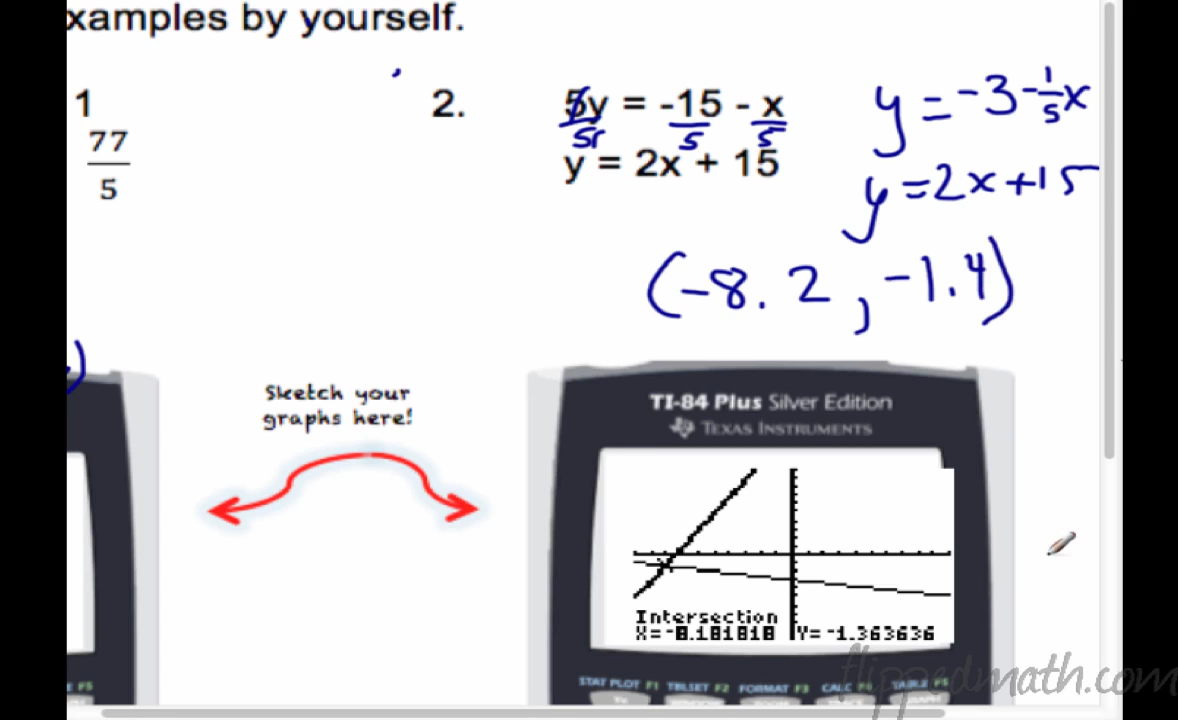 xamples by yourself.
1
77
5
2.
5y = -15 - x
5 5 5
y = 2x + 15
y = -3 - 1/5 x
y = 2x + 15
(-8.2, -1.4)
)
Sketch your
graphs here!
TI-84 Plus Silver Edition
TEXAS INSTRUMENTS
Intersection
X=-8.181818 Y=-1.363636
E F5
STAT PLOT F1 TBLSET F2 FORMAT F3 CALC F4 TABLE F5
flippedmath.com